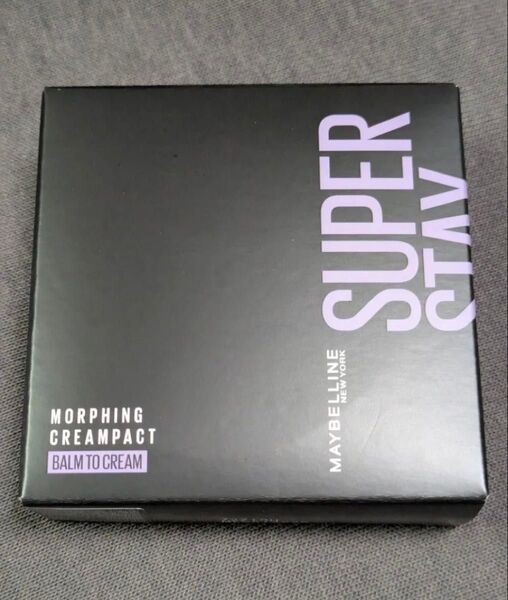 SUPER
STAY
MAYBELLINE
NEW YORK
MORPHING
CREAMPACT
BALM TO CREAM